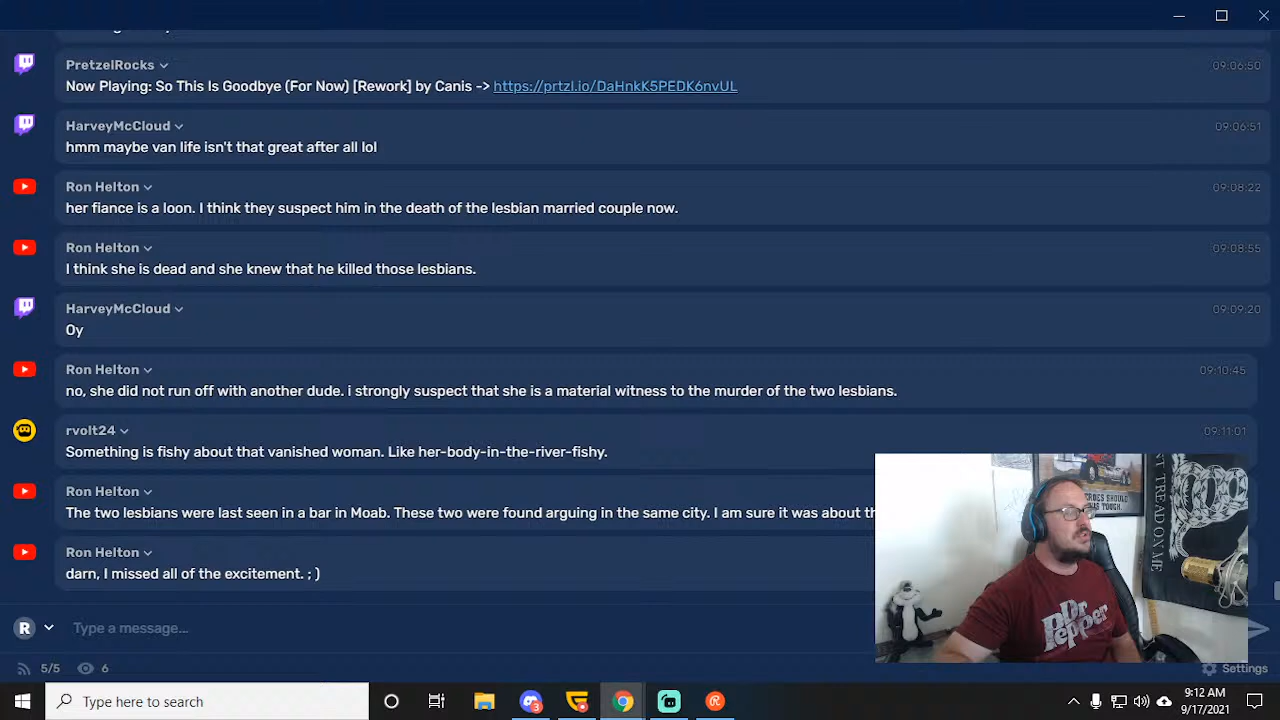 PretzelRocks
09:06:50
Now Playing: So This Is Goodbye (For Now) [Rework] by Canis -> https://prtzl.io/DaHnkK5PEDK6nvUL
HarveyMcCloud
09:06:51
hmm maybe van life isn't that great after all lol
Ron Helton
09:08:22
her fiance is a loon. I think they suspect him in the death of the lesbian married couple now.
Ron Helton
09:08:55
I think she is dead and she knew that he killed those lesbians.
HarveyMcCloud
09:09:20
Oy
Ron Helton
09:10:45
no, she did not run off with another dude. i strongly suspect that she is a material witness to the murder of the two lesbians.
rvolt24
09:11:01
Something is fishy about that vanished woman. Like her-body-in-the-river-fishy.
Ron Helton
The two lesbians were last seen in a bar in Moab. These two were found arguing in the same city. I am sure it was about
Ron Helton
darn, I missed all of the excitement. ; )
HEROES SHOULD
THIS TOUGH
N'T TREAD ON ME
Dr
Pepper
R
Type a message...
5/5
6
Settings
Type here to search
3
9:12 AM
9/17/2021